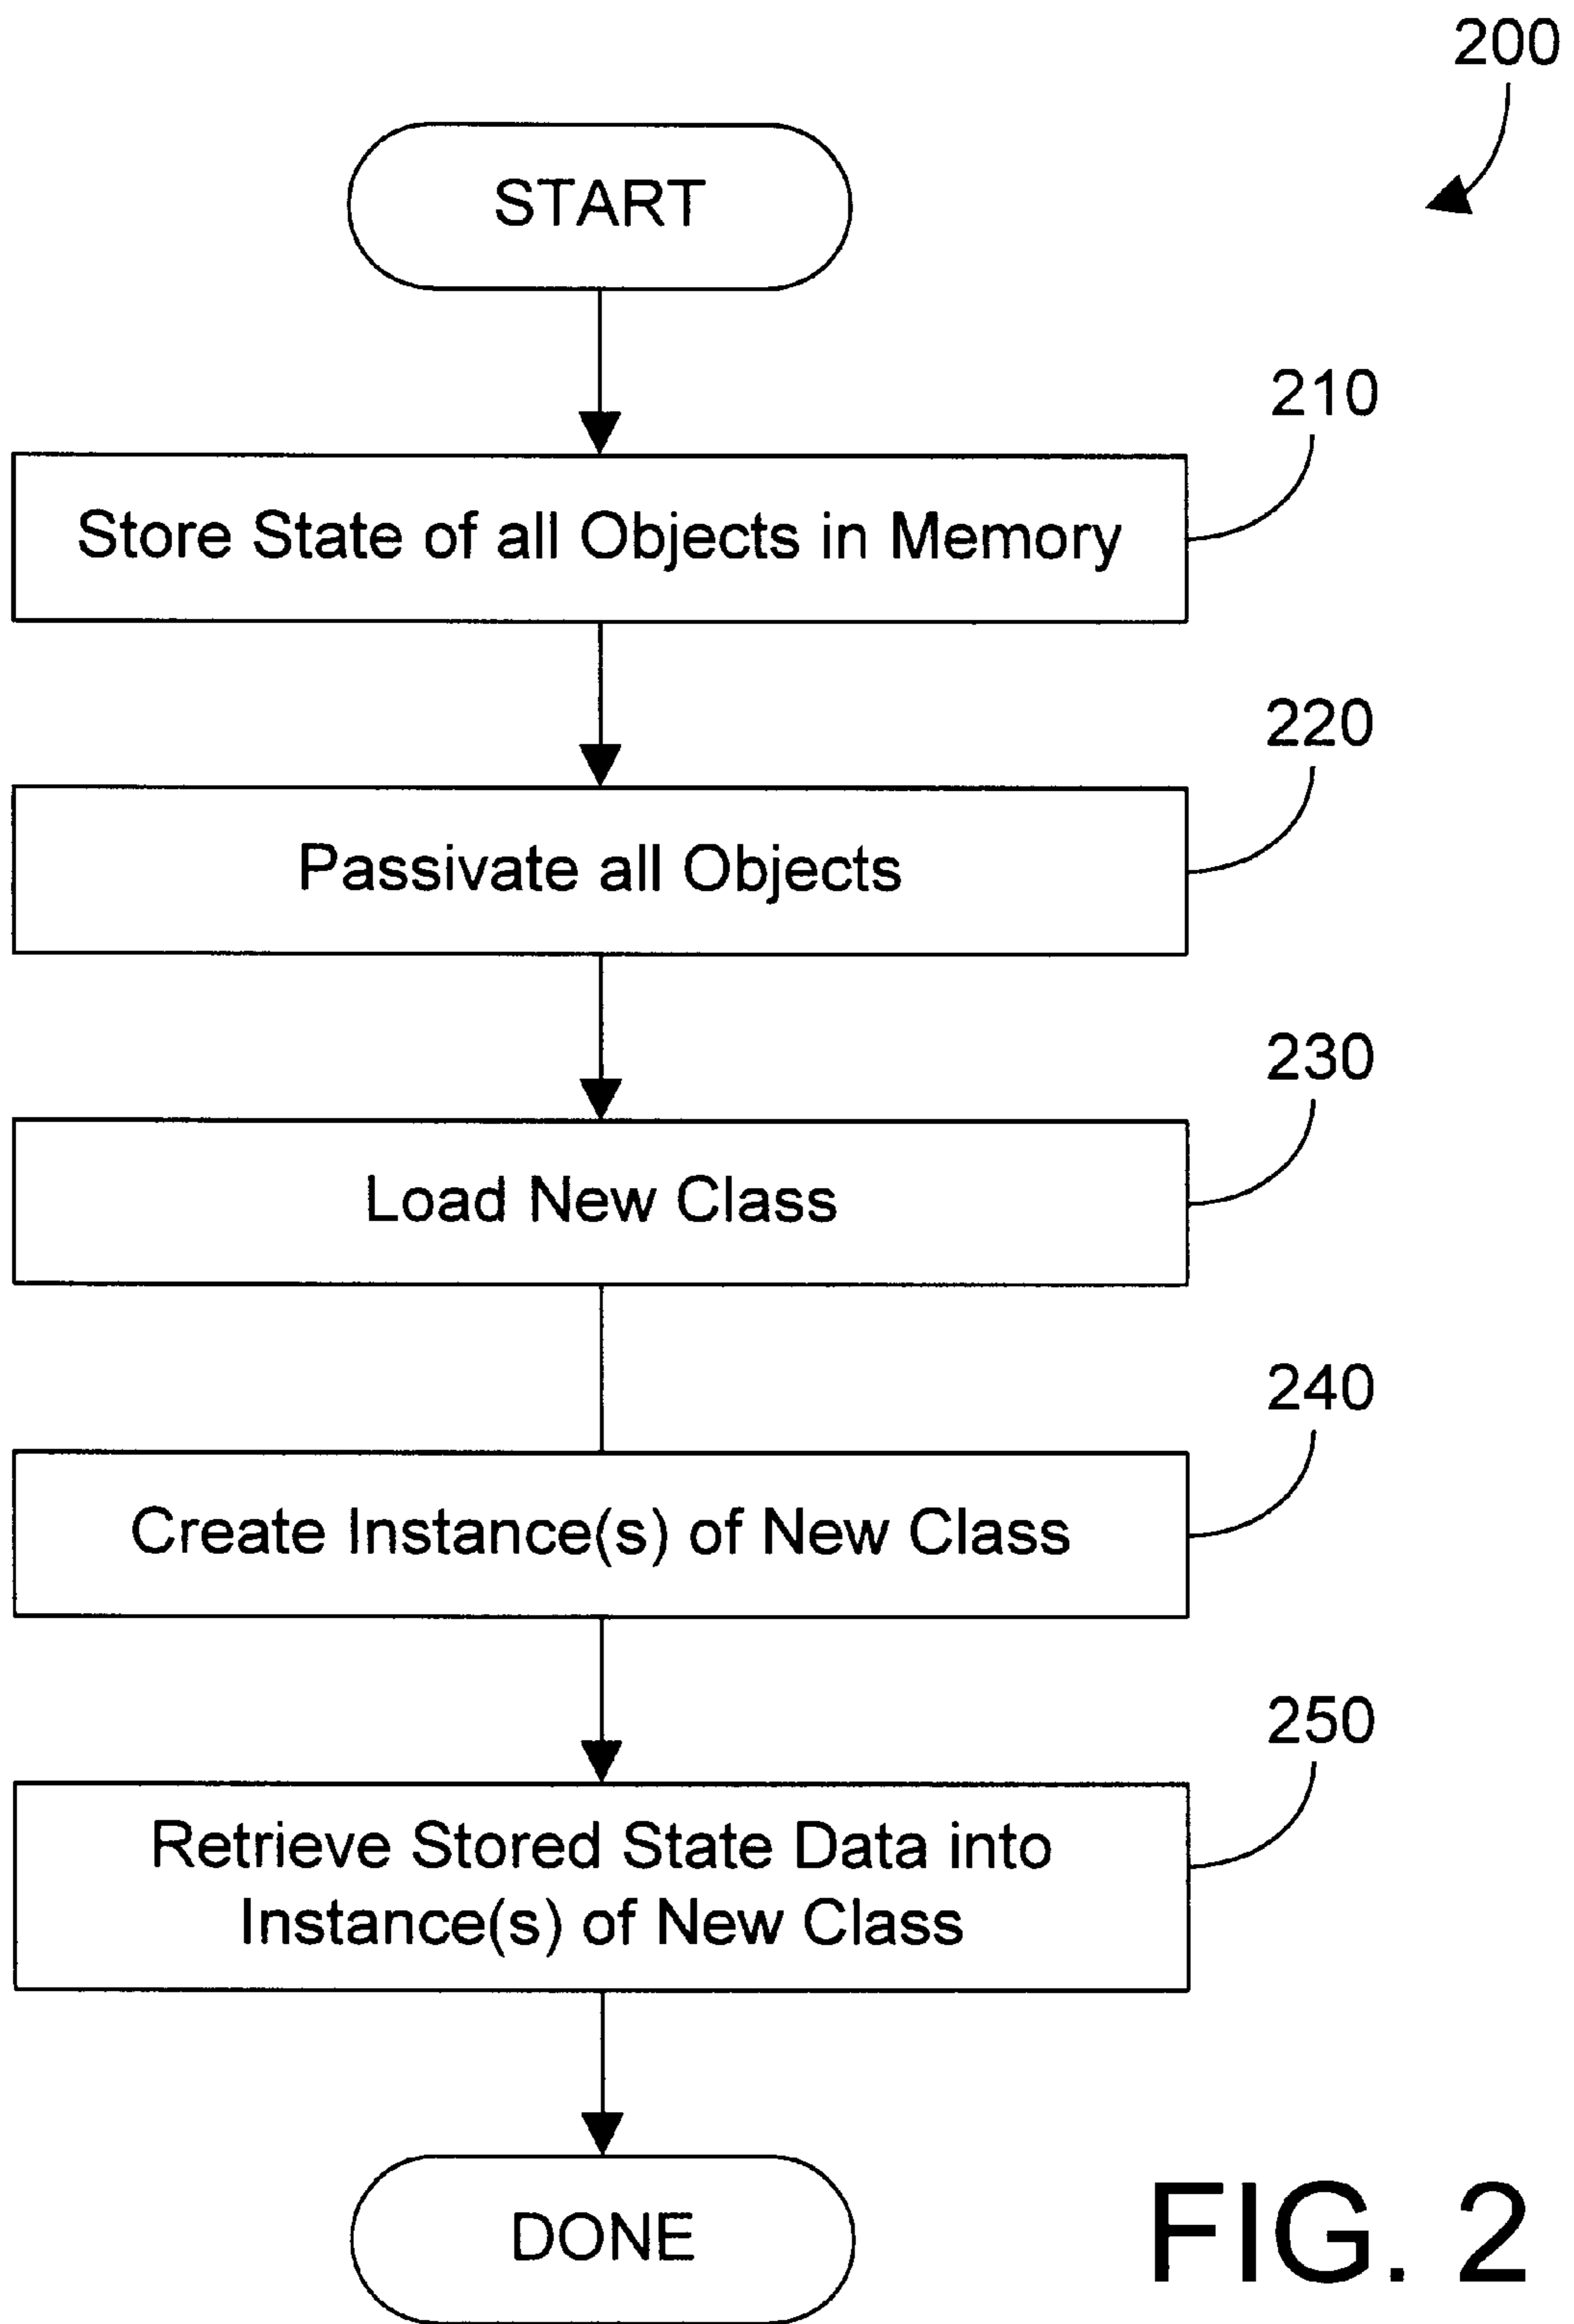 200
START
210
Store State of all Objects in Memory
220
Passivate all Objects
230
Load New Class
240
Create Instance(s) of New Class
250
Retrieve Stored State Data into
Instance(s) of New Class
DONE
FIG. 2